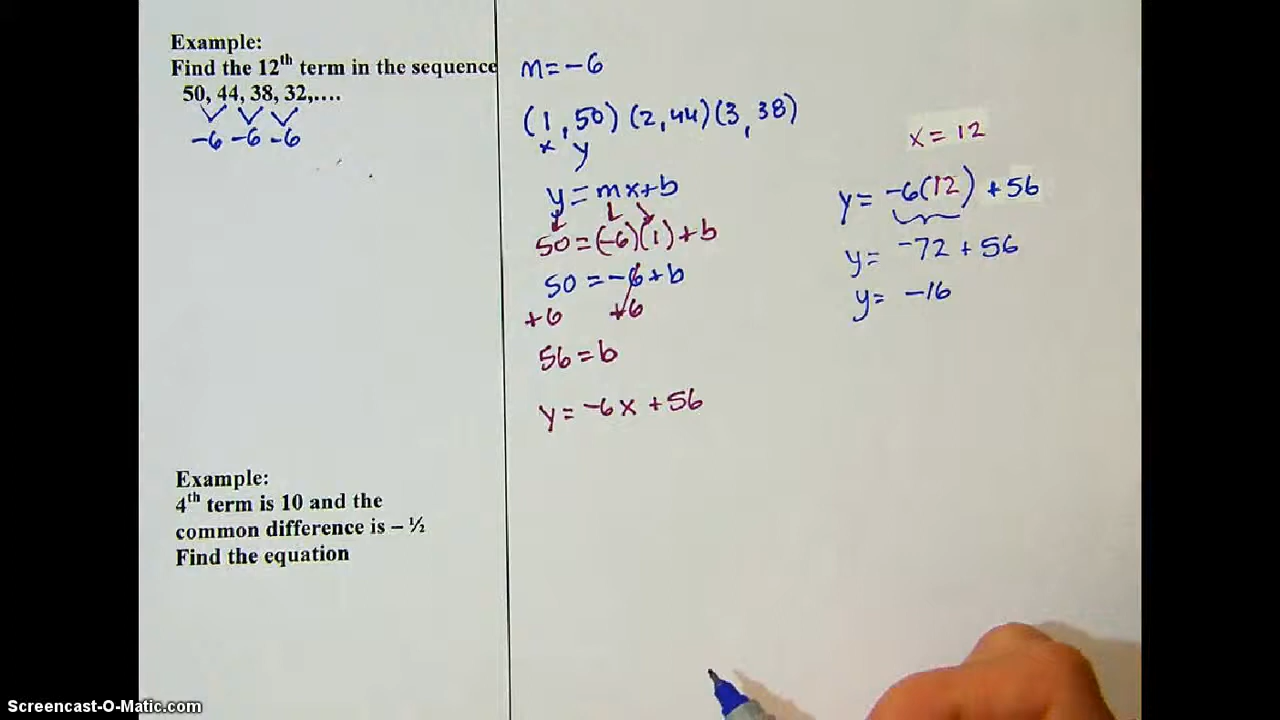 Example:
Find the 12th term in the sequence
50, 44, 38, 32,....
-6 -6 -6
m = -6
(1, 50) (2, 44) (3, 38)
x y
y = mx + b
50 = (-6)(1) + b
50 = -6 + b
+6 +6
56 = b
y = -6x + 56
x = 12
y = -6(12) + 56
y = -72 + 56
y = -16
Example:
4th term is 10 and the
common difference is – ½
Find the equation
Screencast-O-Matic.com